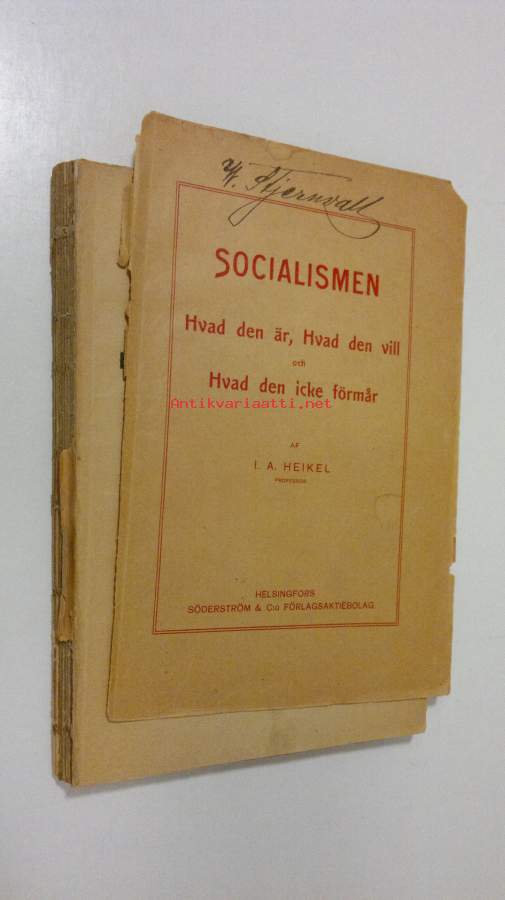 W. Stjernvall
SOCIALISMEN
Hvad den är, Hvad den vill
och
Hvad den icke förmår
Antikvariaatti.net
AF
I. A. HEIKEL
PROFESSOR
HELSINGFORS
SÖDERSTRÖM & C:o FÖRLAGSAKTIEBOLAG